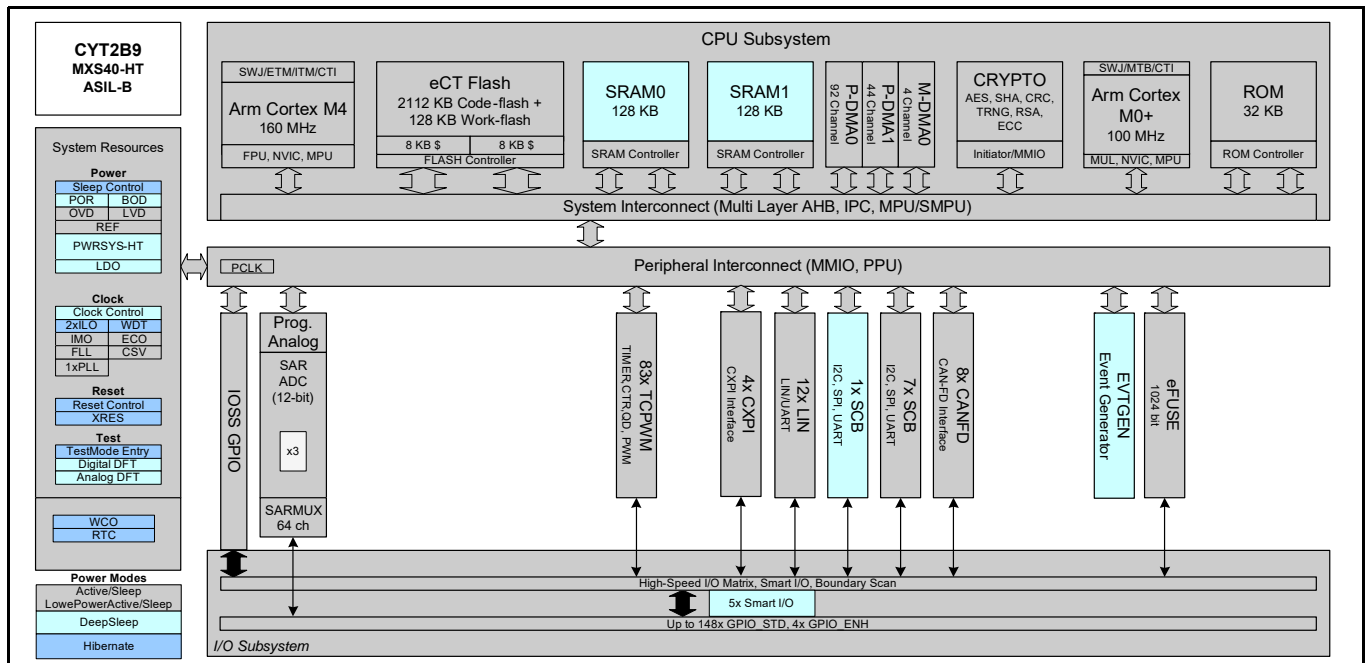 CYT2B9
MXS40-HT
ASIL-B
System Resources
Power
Sleep Control
POR BOD
OVD LVD
REF
PWRSYS-HT
LDO
Clock
Clock Control
2xILO WDT
IMO ECO
FLL CSV
1xPLL
Reset
Reset Control
XRES
Test
TestMode Entry
Digital DFT
Analog DFT
WCO
RTC
Power Modes
Active/Sleep
LowePowerActive/Sleep
DeepSleep
Hibernate
CPU Subsystem
SWJ/ETM/ITM/CTI
Arm Cortex M4
160 MHz
FPU, NVIC, MPU
eCT Flash
2112 KB Code-flash +
128 KB Work-flash
8 KB $ 8 KB $
FLASH Controller
SRAM0
128 KB
SRAM Controller
SRAM1
128 KB
SRAM Controller
P-DMA0
92 Channel
P-DMA1
44 Channel
M-DMA0
4 Channel
CRYPTO
AES, SHA, CRC,
TRNG, RSA,
ECC
Initiator/MMIO
SWJ/MTB/CTI
Arm Cortex
M0+
100 MHz
MUL, NVIC, MPU
ROM
32 KB
ROM Controller
System Interconnect (Multi Layer AHB, IPC, MPU/SMPU)
PCLK
Peripheral Interconnect (MMIO, PPU)
IOSS GPIO
Prog.
Analog
SAR
ADC
(12-bit)
x3
SARMUX
64 ch
83x TCPWM
TIMER,CTR,QD, PWM
4x CXPI
CXPI Interface
12x LIN
LIN/UART
1x SCB
I2C, SPI, UART
7x SCB
I2C, SPI, UART
8x CANFD
CAN-FD Interface
EVTGEN
Event Generator
eFUSE
1024 bit
High-Speed I/O Matrix, Smart I/O, Boundary Scan
5x Smart I/O
Up to 148x GPIO_STD, 4x GPIO_ENH
I/O Subsystem